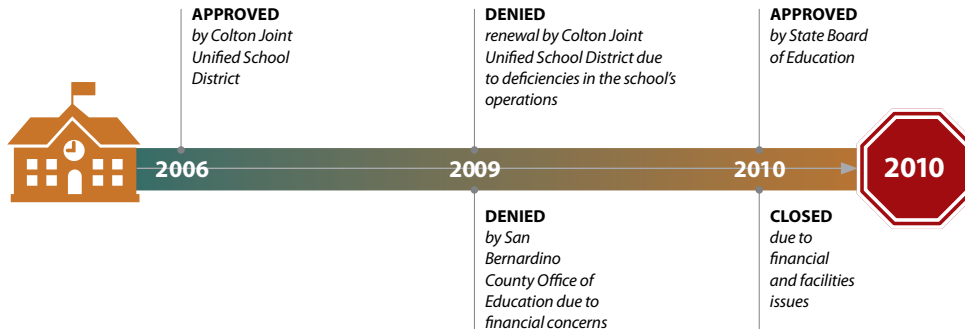 APPROVED
by Colton Joint
Unified School
District
DENIED
renewal by Colton Joint
Unified School District due
to deficiencies in the school's
operations
APPROVED
by State Board
of Education
2006
2009
2010
2010
DENIED
by San
Bernardino
County Office of
Education due to
financial concerns
CLOSED
due to
financial
and facilities
issues